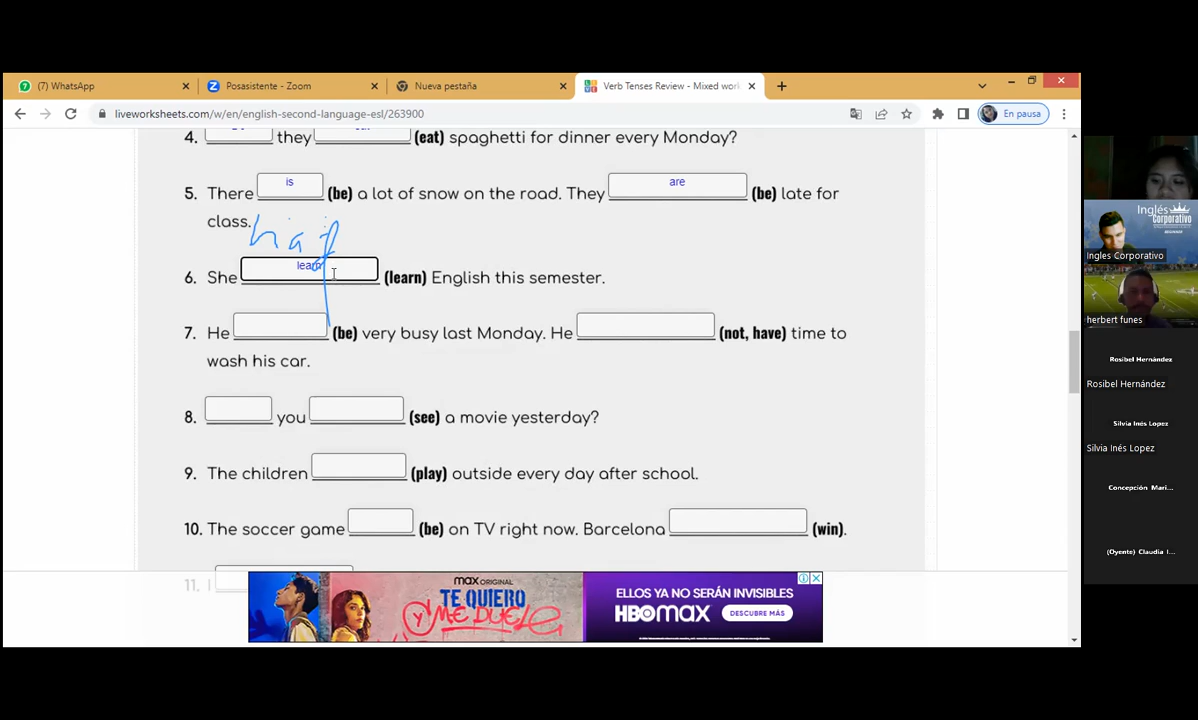 (7) WhatsApp
Posasistente - Zoom
Nueva pestaña
Verb Tenses Review - Mixed wor
liveworksheets.com/w/en/english-second-language-esl/263900
En pausa
4. they (eat) spaghetti for dinner every Monday?
5. There is (be) a lot of snow on the road. They are (be) late for
class.
6. She learn (learn) English this semester.
7. He (be) very busy last Monday. He (not, have) time to
wash his car.
8. you (see) a movie yesterday?
9. The children (play) outside every day after school.
10. The soccer game (be) on TV right now. Barcelona (win).
11. I
max ORIGINAL
TE QUIERO
Y ME DUELE
ELLOS YA NO SERÁN INVISIBLES
HBOmax
DESCUBRE MÁS
Inglés
Corporativo
BEGINNER
Ingles Corporativo
herbert funes
Rosibel Hernández
Rosibel Hernández
Silvia Inés Lopez
Silvia Inés Lopez
Concepción Mari...
(Oyente) Claudia I...